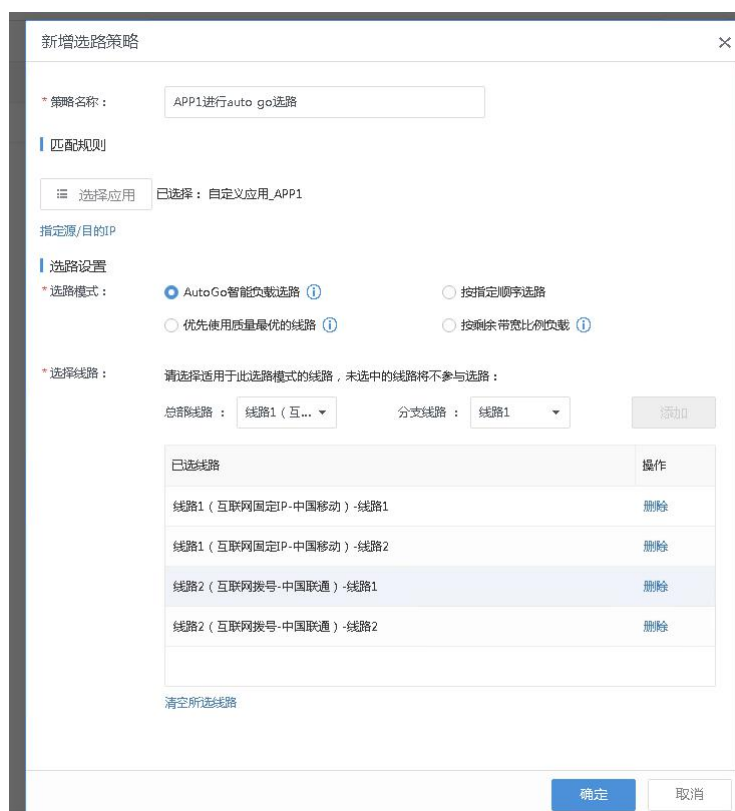 新增选路策略
* 策略名称： APP1进行auto go选路
匹配规则
选择应用 已选择：自定义应用_APP1
指定源/目的IP
选路设置
* 选路模式： AutoGo智能负载选路 按指定顺序选路
优先使用质量最优的线路 按剩余带宽比例负载
* 选择线路： 请选择适用于此选路模式的线路，未选中的线路将不参与选路：
总部线路： 线路1（互... 分支线路： 线路1 添加
已选线路 操作
线路1（互联网固定IP-中国移动）-线路1 删除
线路1（互联网固定IP-中国移动）-线路2 删除
线路2（互联网拨号-中国联通）-线路1 删除
线路2（互联网拨号-中国联通）-线路2 删除
清空所选线路
确定 取消